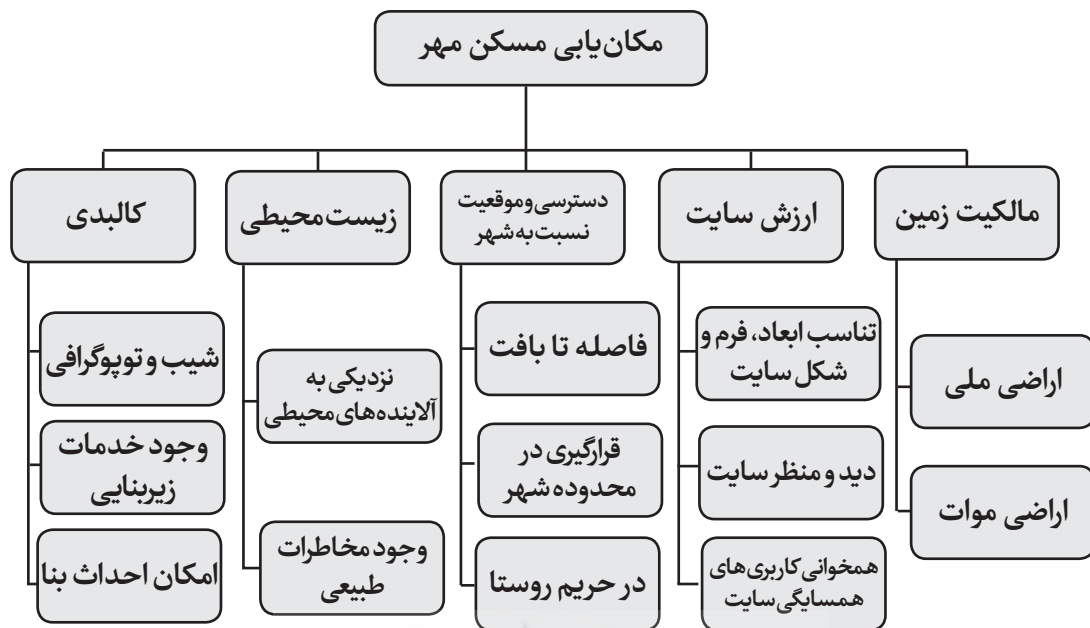 مکان‌یابی مسکن مهر
مالکیت زمین
ارزش سایت
دسترسی و موقعیت
نسبت به شهر
زیست محیطی
کالبدی
اراضی ملی
اراضی موات
تناسب ابعاد، فرم و
شکل سایت
دید و منظر سایت
همخوانی کاربری‌های
همسایگی سایت
فاصله تا بافت
قرارگیری در
محدوده شهر
در حریم روستا
نزدیکی به
آلاینده‌های محیطی
وجود مخاطرات
طبیعی
شیب و توپوگرافی
وجود خدمات
زیربنایی
امکان احداث بنا